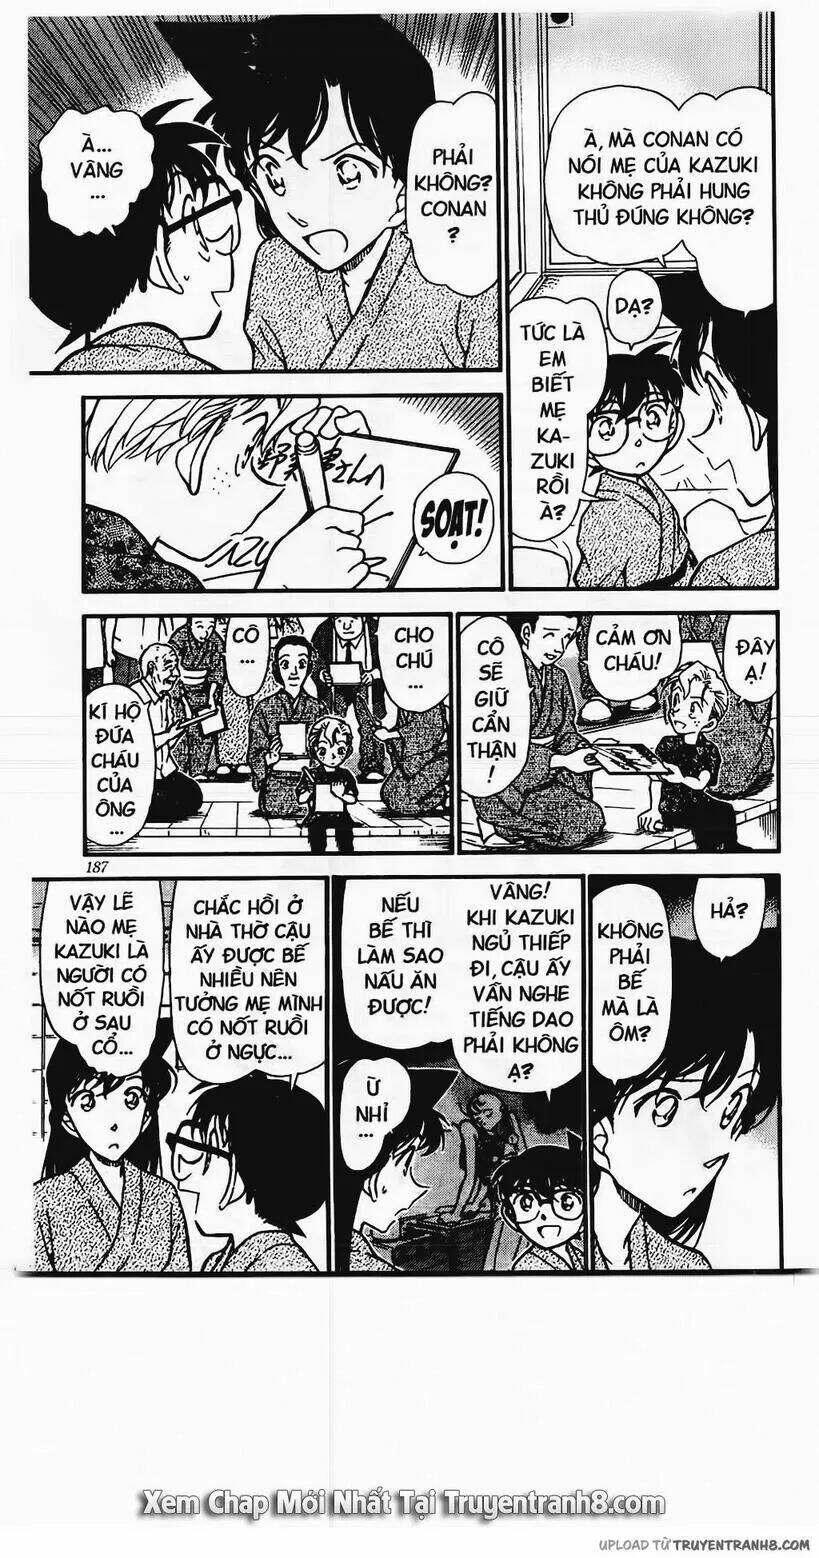 À, MÀ CONAN CÓ
NÓI MẸ CỦA KAZUKI
KHÔNG PHẢI HUNG
THỦ ĐÚNG KHÔNG?
DẠ?
TỨC LÀ
EM
BIẾT
MẸ
KA-
ZUKI
RỒI
À?
PHẢI
KHÔNG?
CONAN
?
À...
VÂNG
...
SOẠT!
ĐÂY
Ạ!
CẢM ƠN
CHÁU!
CÔ
SẼ
GIỮ
CẨN
THẬN
!
CHO
CHÚ
...
CÔ
...
KÍ HỘ
ĐỨA
CHÁU
CỦA
ÔNG
...
187
HẢ?
KHÔNG
PHẢI
BẾ
MÀ LÀ
ÔM?
VÂNG!
KHI KAZUKI
NGỦ THIẾP
ĐI, CẬU ẤY
VẨN NGHE
TIẾNG DAO
PHẢI KHÔNG
Ạ?
NẾU
BẾ THÌ
LÀM SAO
NẤU ĂN
ĐƯỢC!
Ừ
NHỈ
...
CHẮC HỒI Ở
NHÀ THỜ CẬU
ẤY ĐƯỢC BẾ
NHIỀU NÊN
TƯỞNG MẸ MÌNH
CÓ NỐT RUỒI
Ở NGỰC...
VẬY LẼ
NÀO MẸ
KAZUKI LÀ
NGƯỜI CÓ
NỐT RUỒI
Ở SAU
CỔ...
Xem Chap Mới Nhất Tại Truyentranh8.com
UPLOAD TỪ TRUYENTRANH8.COM